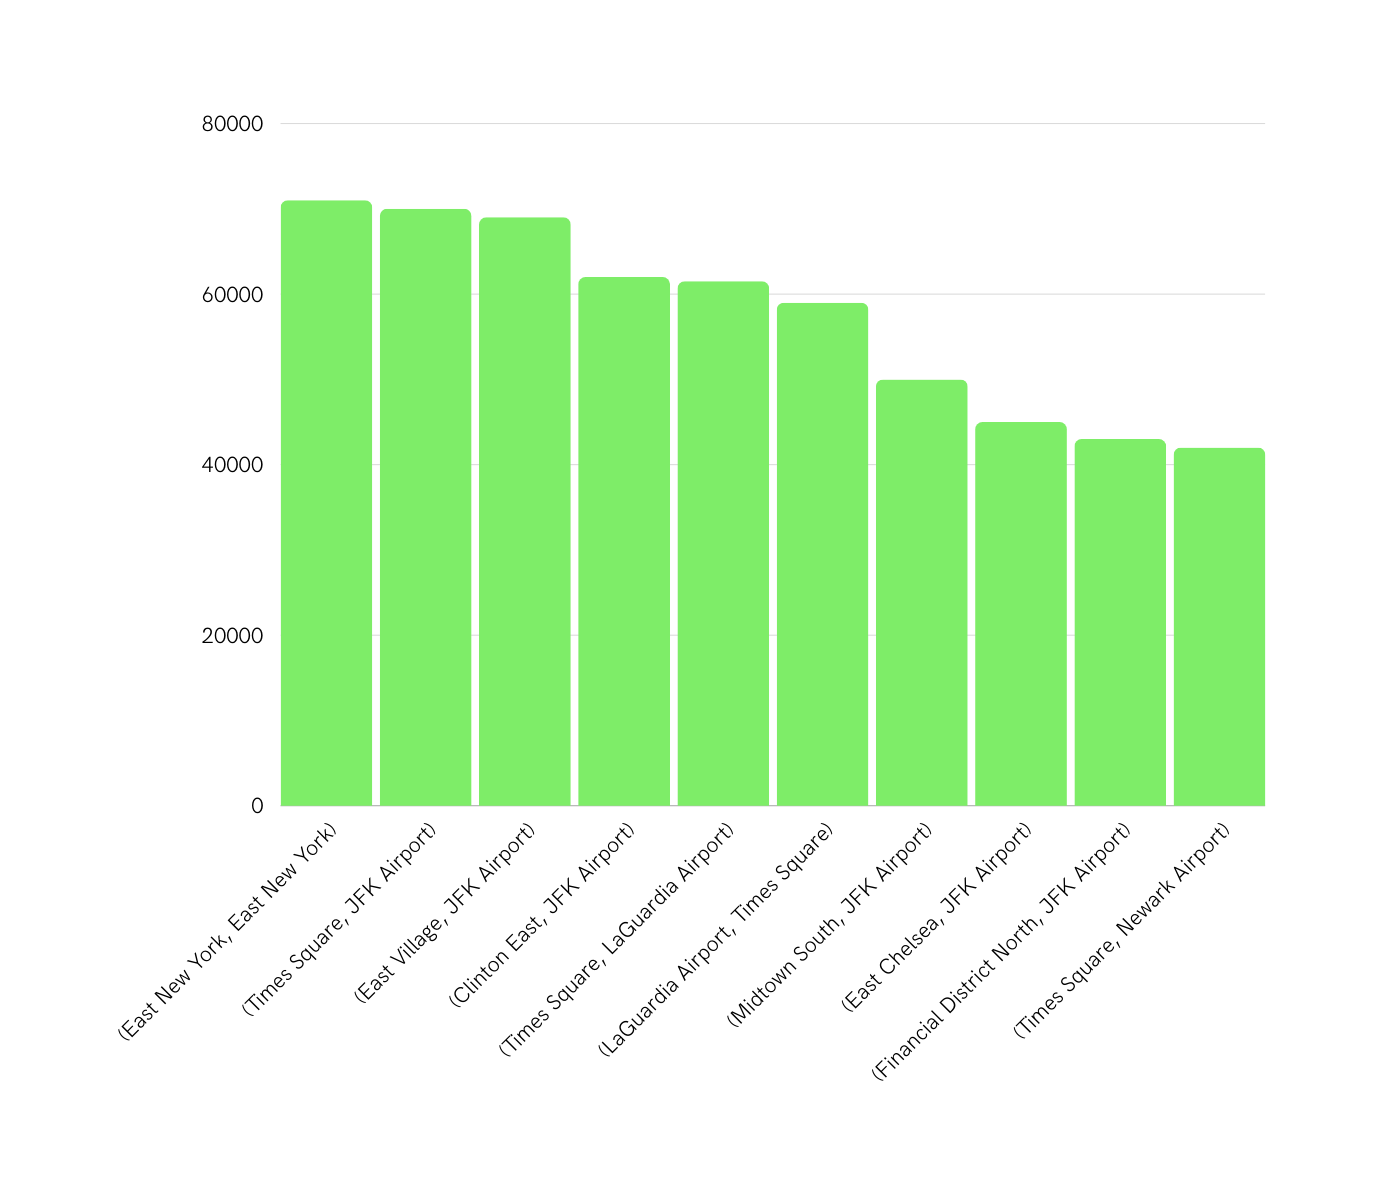 80000
60000
40000
20000
0
(East New York, East New York)
(Times Square, JFK Airport)
(East Village, JFK Airport)
(Clinton East, JFK Airport)
(Times Square, LaGuardia Airport)
(LaGuardia Airport, Times Square)
(Midtown South, JFK Airport)
(East Chelsea, JFK Airport)
(Financial District North, JFK Airport)
(Times Square, Newark Airport)